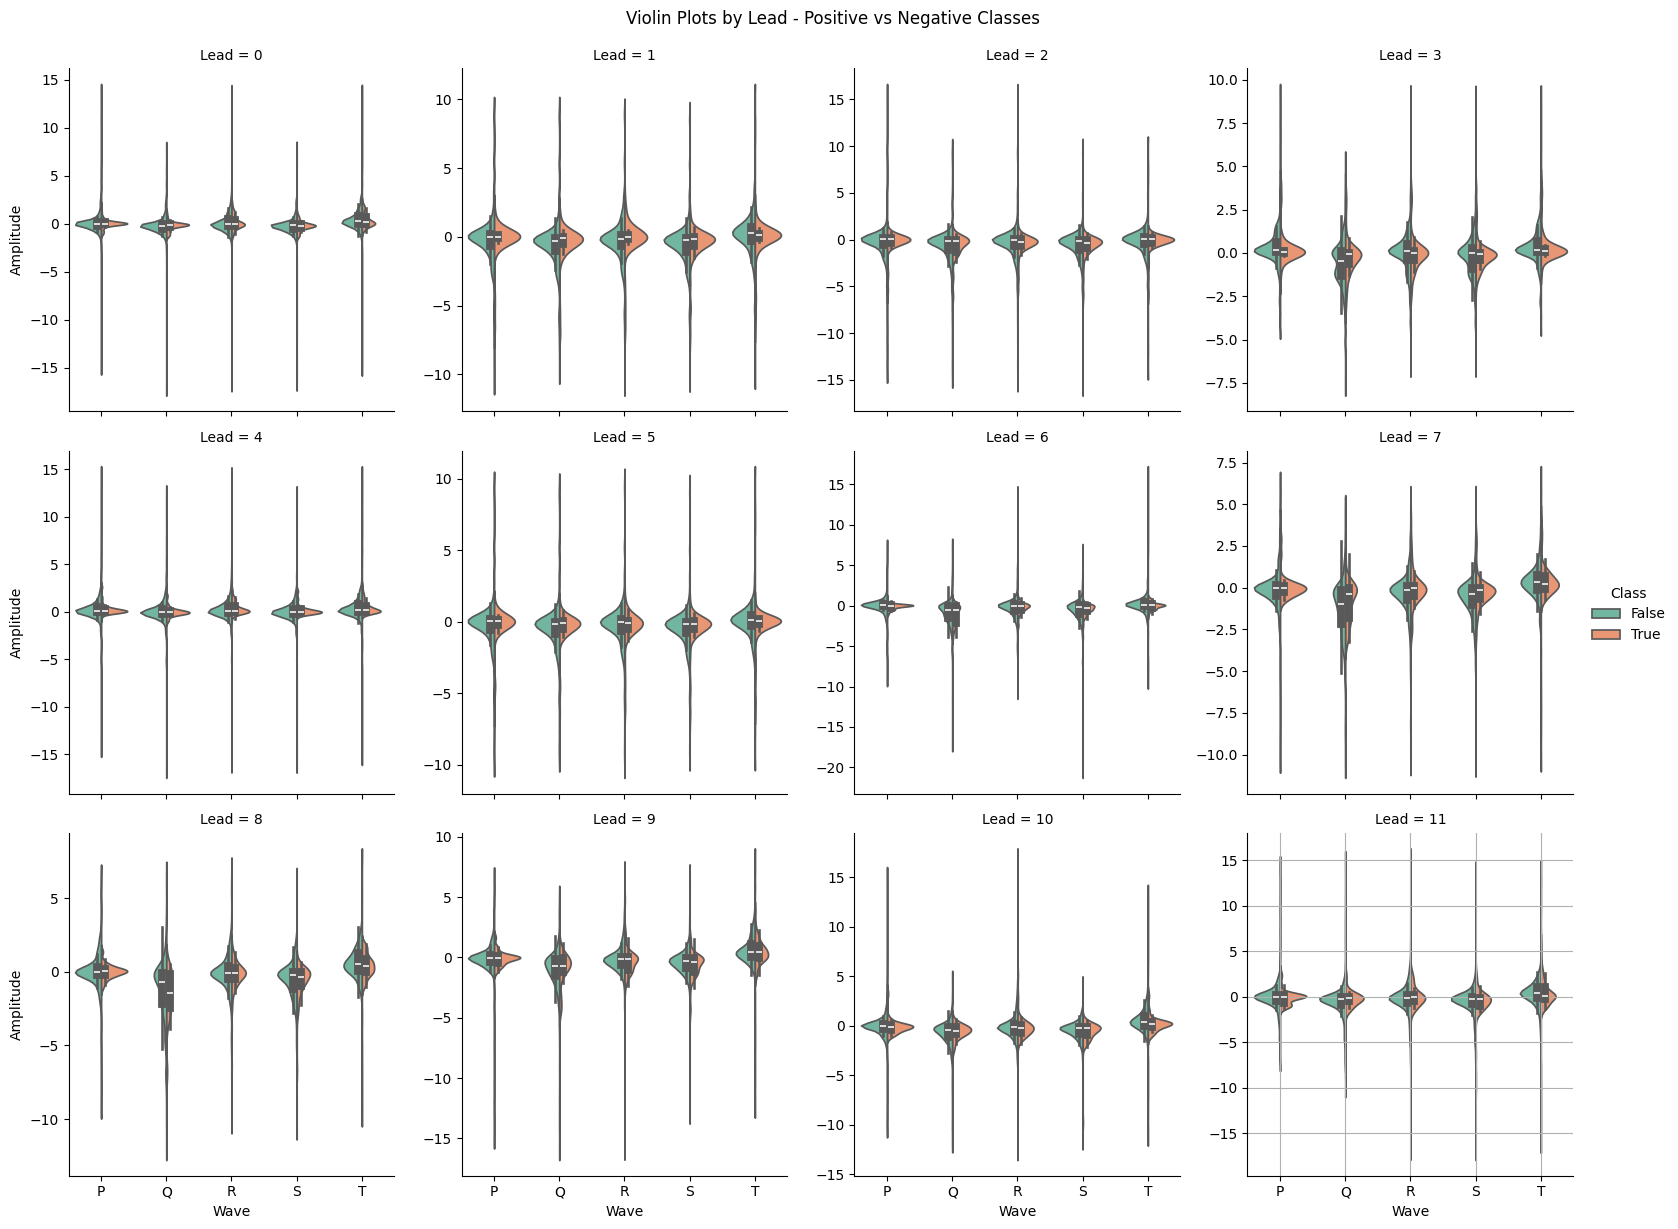 Violin Plots by Lead - Positive vs Negative Classes
Lead = 0
Lead = 1
Lead = 2
Lead = 3
15
10
5
0
−5
−10
−15
Amplitude
10
5
0
−5
−10
15
10
5
0
−5
−10
−15
10.0
7.5
5.0
2.5
0.0
−2.5
−5.0
−7.5
Lead = 4
Lead = 5
Lead = 6
Lead = 7
15
10
5
0
−5
−10
−15
Amplitude
10
5
0
−5
−10
15
10
5
0
−5
−10
−15
−20
7.5
5.0
2.5
0.0
−2.5
−5.0
−7.5
−10.0
Class
False
True
Lead = 8
Lead = 9
Lead = 10
Lead = 11
5
0
−5
−10
Amplitude
10
5
0
−5
−10
−15
15
10
5
0
−5
−10
−15
15
10
5
0
−5
−10
−15
P Q R S T
P Q R S T
P Q R S T
P Q R S T
Wave
Wave
Wave
Wave